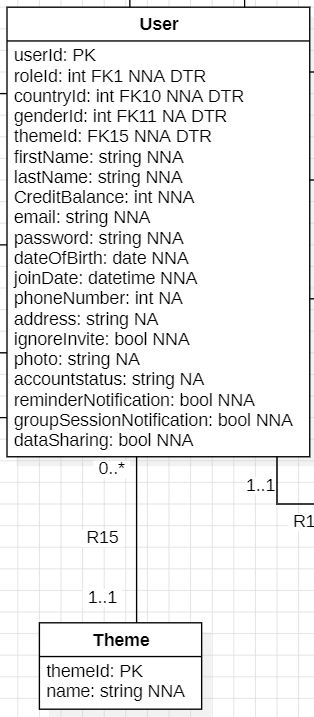 User
userId: PK
roleId: int FK1 NNA DTR
countryId: int FK10 NNA DTR
genderId: int FK11 NA DTR
themeId: FK15 NNA DTR
firstName: string NNA
lastName: string NNA
CreditBalance: int NNA
email: string NNA
password: string NNA
dateOfBirth: date NNA
joinDate: datetime NNA
phoneNumber: int NA
address: string NA
ignoreInvite: bool NNA
photo: string NA
accountstatus: string NA
reminderNotification: bool NNA
groupSessionNotification: bool NNA
dataSharing: bool NNA
0..*
1..1
R1
R15
1..1
Theme
themeId: PK
name: string NNA